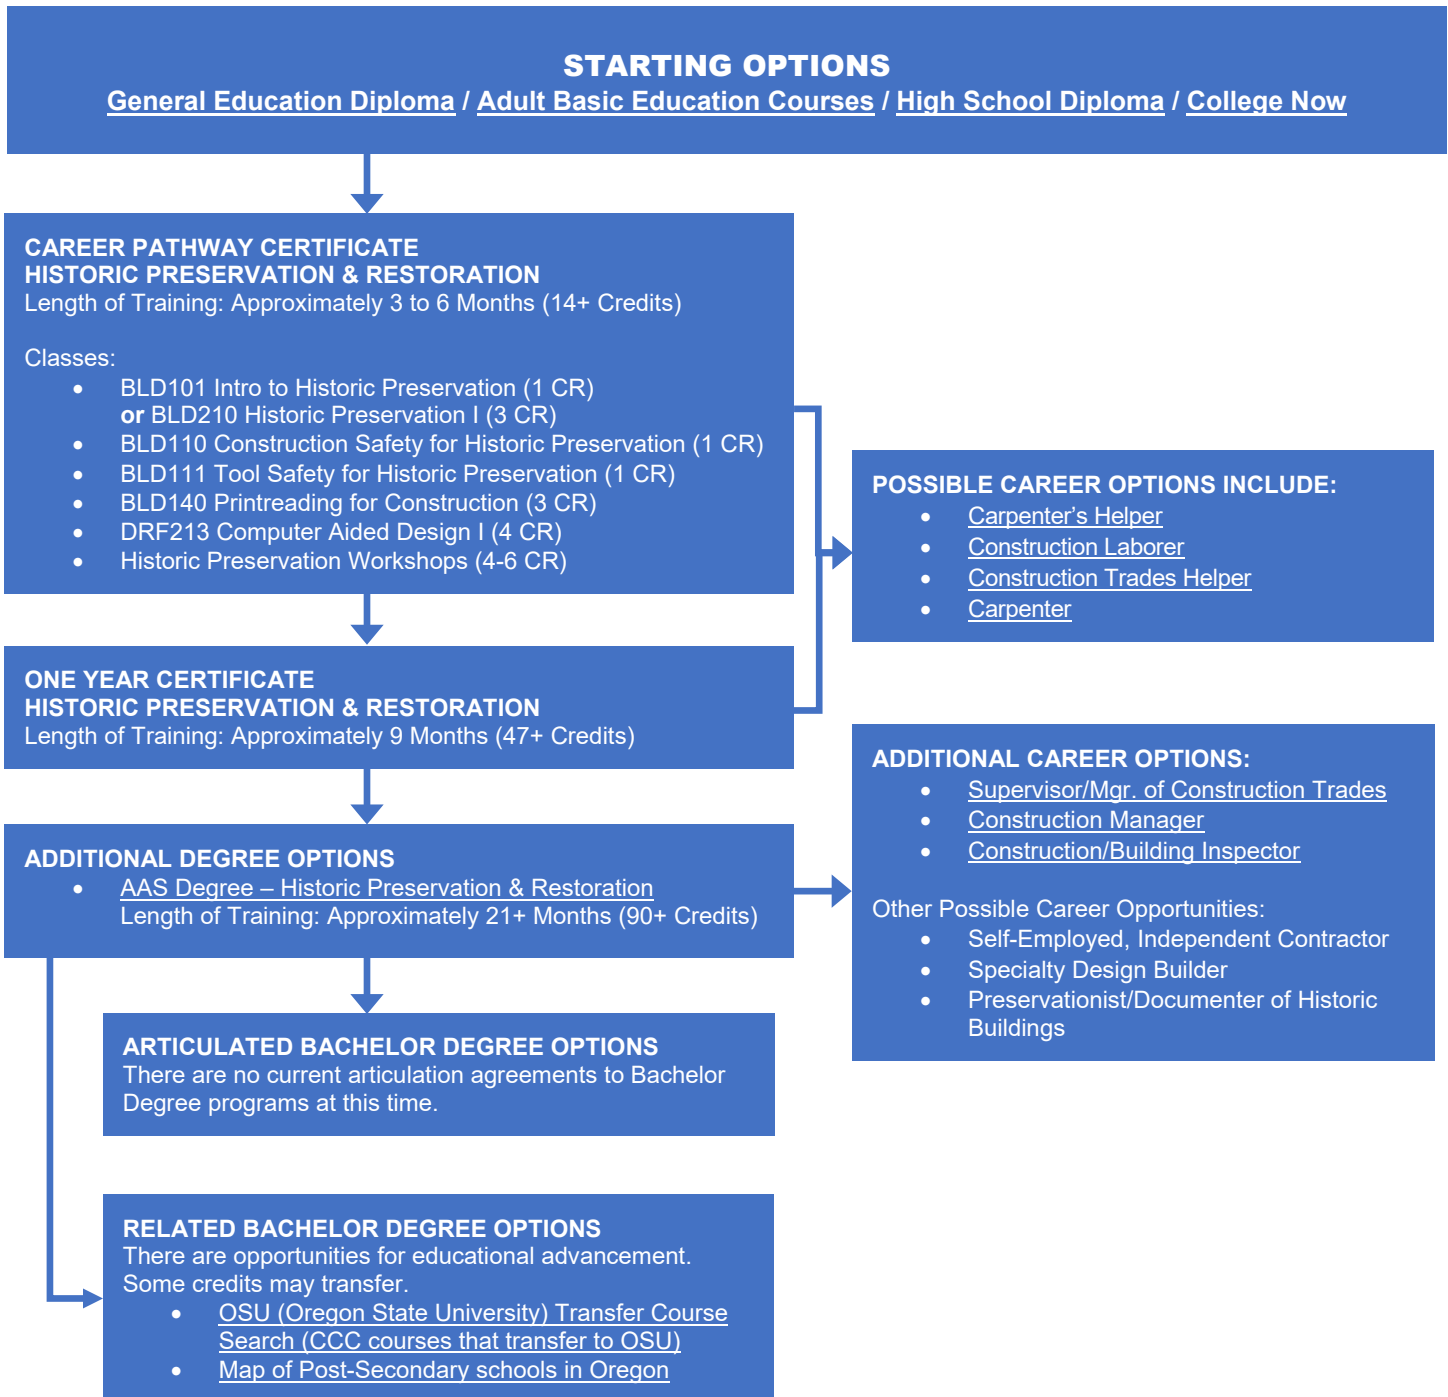 STARTING OPTIONS
General Education Diploma / Adult Basic Education Courses / High School Diploma / College Now
CAREER PATHWAY CERTIFICATE
HISTORIC PRESERVATION & RESTORATION
Length of Training: Approximately 3 to 6 Months (14+ Credits)
Classes:
• BLD101 Intro to Historic Preservation (1 CR)
or BLD210 Historic Preservation I (3 CR)
• BLD110 Construction Safety for Historic Preservation (1 CR)
• BLD111 Tool Safety for Historic Preservation (1 CR)
• BLD140 Printreading for Construction (3 CR)
• DRF213 Computer Aided Design I (4 CR)
• Historic Preservation Workshops (4-6 CR)
POSSIBLE CAREER OPTIONS INCLUDE:
• Carpenter’s Helper
• Construction Laborer
• Construction Trades Helper
• Carpenter
ONE YEAR CERTIFICATE
HISTORIC PRESERVATION & RESTORATION
Length of Training: Approximately 9 Months (47+ Credits)
ADDITIONAL DEGREE OPTIONS
• AAS Degree – Historic Preservation & Restoration
Length of Training: Approximately 21+ Months (90+ Credits)
ADDITIONAL CAREER OPTIONS:
• Supervisor/Mgr. of Construction Trades
• Construction Manager
• Construction/Building Inspector
Other Possible Career Opportunities:
• Self-Employed, Independent Contractor
• Specialty Design Builder
• Preservationist/Documenter of Historic
Buildings
ARTICULATED BACHELOR DEGREE OPTIONS
There are no current articulation agreements to Bachelor
Degree programs at this time.
RELATED BACHELOR DEGREE OPTIONS
There are opportunities for educational advancement.
Some credits may transfer.
• OSU (Oregon State University) Transfer Course
Search (CCC courses that transfer to OSU)
• Map of Post-Secondary schools in Oregon